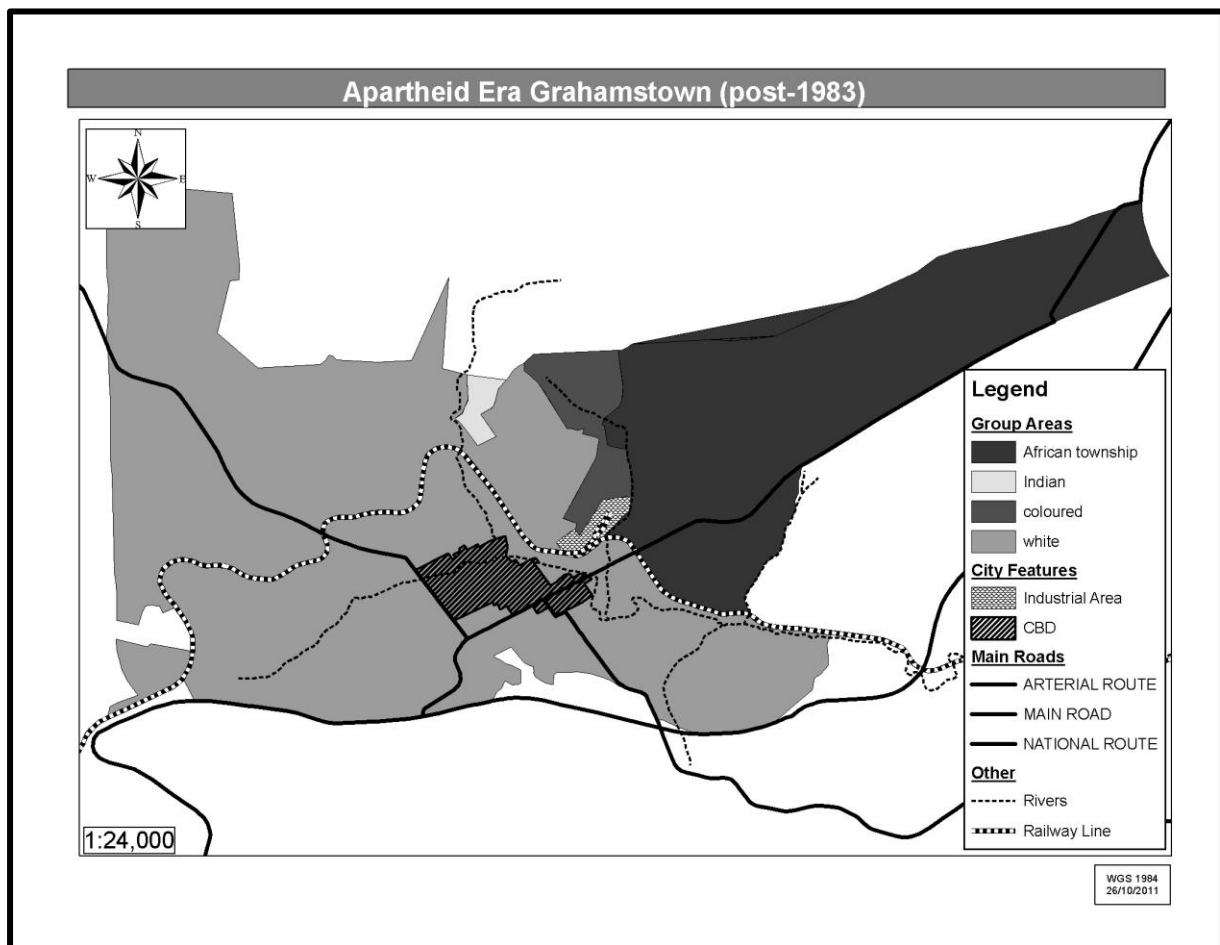 Apartheid Era Grahamstown (post-1983)
N
W E
S
Legend
Group Areas
African township
Indian
coloured
white
City Features
Industrial Area
CBD
Main Roads
ARTERIAL ROUTE
MAIN ROAD
NATIONAL ROUTE
Other
Rivers
Railway Line
1:24,000
WGS 1984
26/10/2011